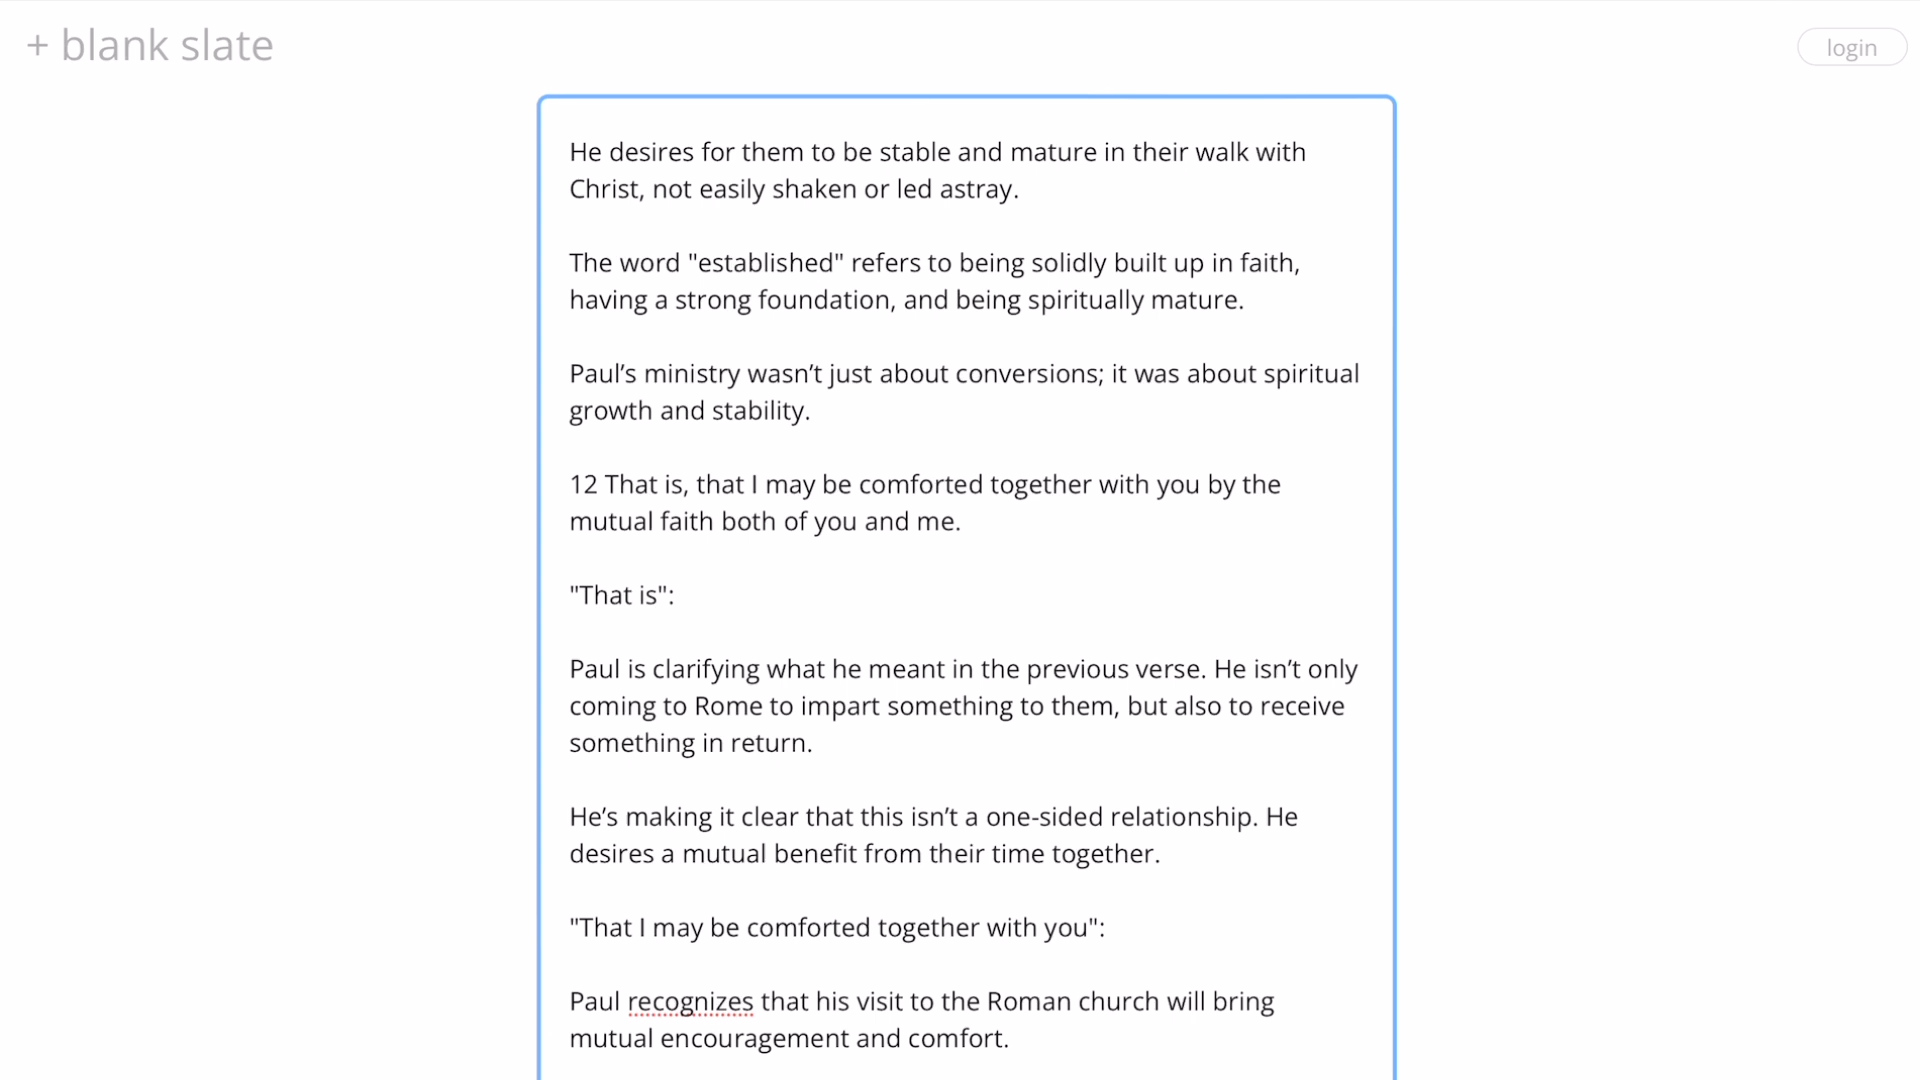 + blank slate
login
He desires for them to be stable and mature in their walk with
Christ, not easily shaken or led astray.
The word "established" refers to being solidly built up in faith,
having a strong foundation, and being spiritually mature.
Paul’s ministry wasn’t just about conversions; it was about spiritual
growth and stability.
12 That is, that I may be comforted together with you by the
mutual faith both of you and me.
"That is":
Paul is clarifying what he meant in the previous verse. He isn’t only
coming to Rome to impart something to them, but also to receive
something in return.
He’s making it clear that this isn’t a one-sided relationship. He
desires a mutual benefit from their time together.
"That I may be comforted together with you":
Paul recognizes that his visit to the Roman church will bring
mutual encouragement and comfort.